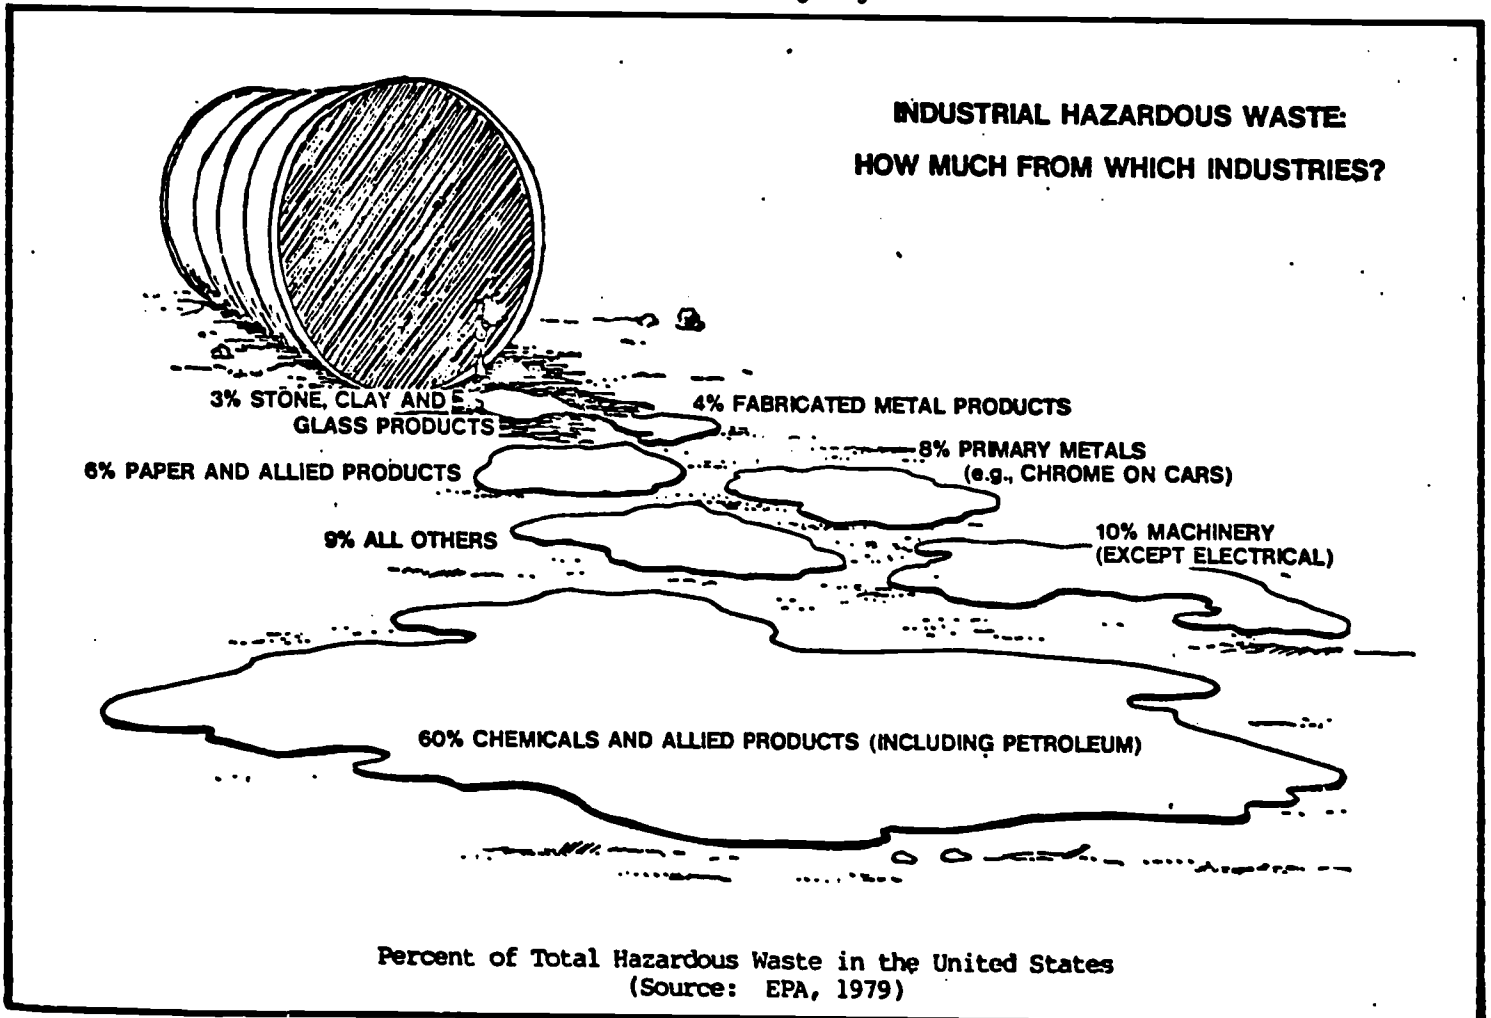 INDUSTRIAL HAZARDOUS WASTE:
HOW MUCH FROM WHICH INDUSTRIES?
3% STONE, CLAY AND
GLASS PRODUCTS
4% FABRICATED METAL PRODUCTS
8% PRIMARY METALS
(e.g., CHROME ON CARS)
6% PAPER AND ALLIED PRODUCTS
9% ALL OTHERS
10% MACHINERY
(EXCEPT ELECTRICAL)
60% CHEMICALS AND ALLIED PRODUCTS (INCLUDING PETROLEUM)
Percent of Total Hazardous Waste in the United States
(Source: EPA, 1979)